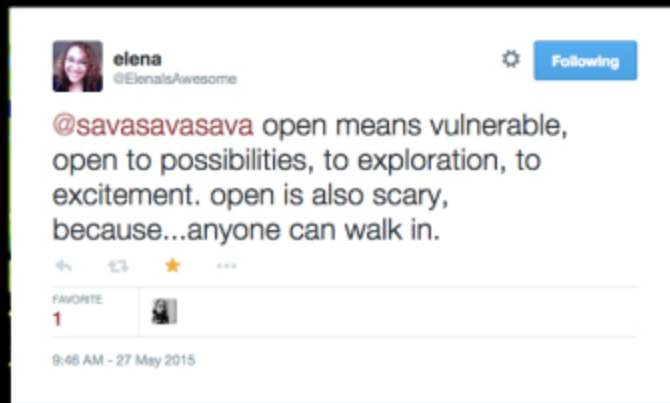 elena
@ElenaIsAwesome
Following
@savasavasava open means vulnerable,
open to possibilities, to exploration, to
excitement. open is also scary,
because...anyone can walk in.
FAVORITE
1
9:46 AM - 27 May 2015